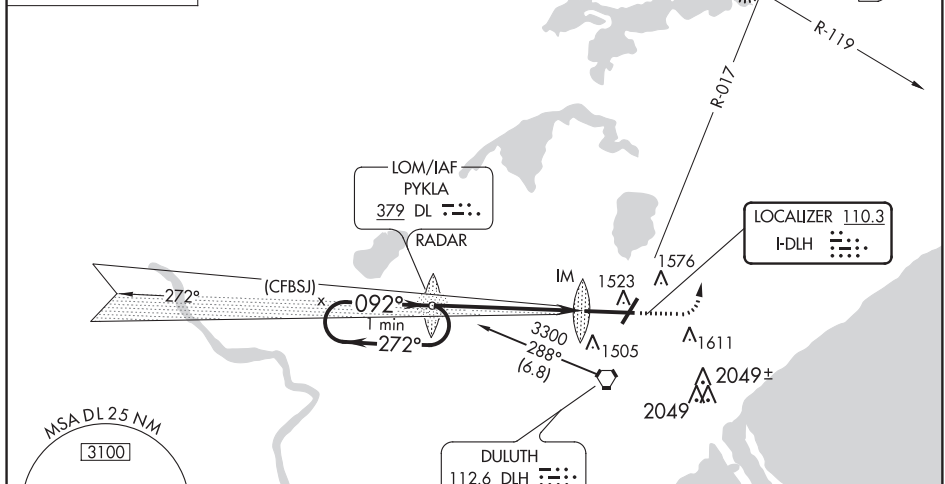 R-119
R-017
LOM/IAF
PYKLA
379 DL
RADAR
LOCALIZER 110.3
I-DLH
1576
IM
1523
(CFBSJ)
x
272°
092°
1 min
272°
3300
288°
(6.8)
1505
1611
2049±
2049
MSA DL 25 NM
3100
DULUTH
112.6 DLH